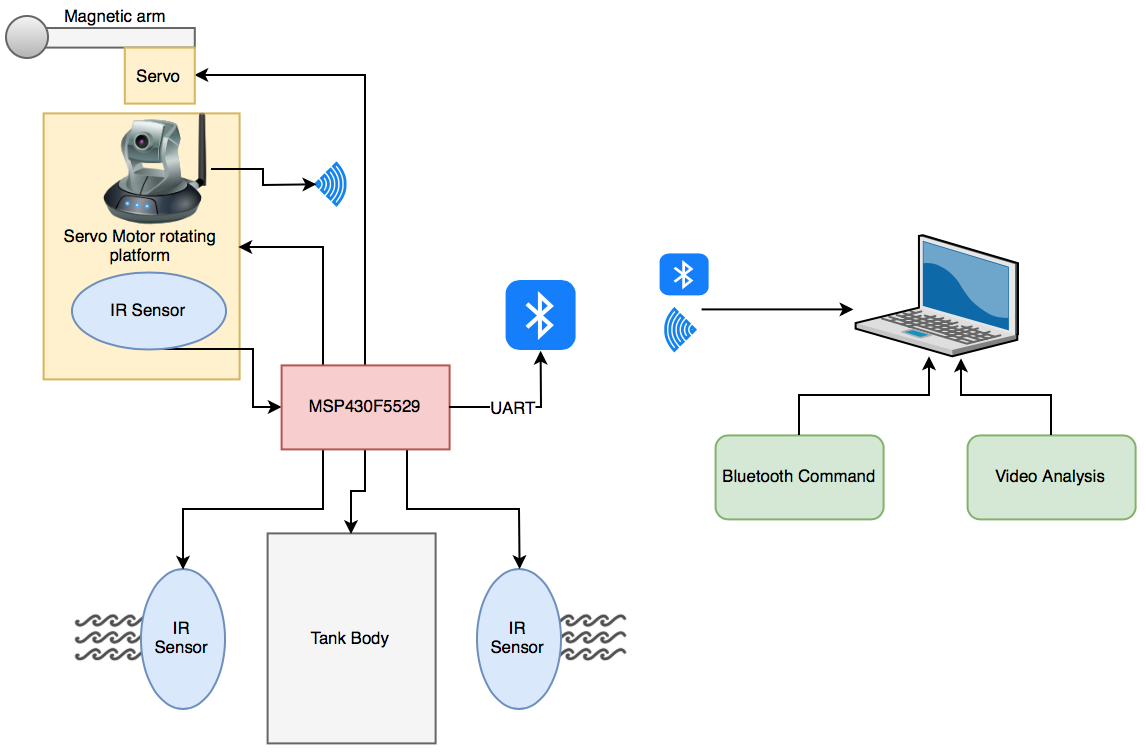 Magnetic arm
Servo
Servo Motor rotating
platform
IR Sensor
MSP430F5529
UART
Bluetooth Command
Video Analysis
IR
Sensor
Tank Body
IR
Sensor